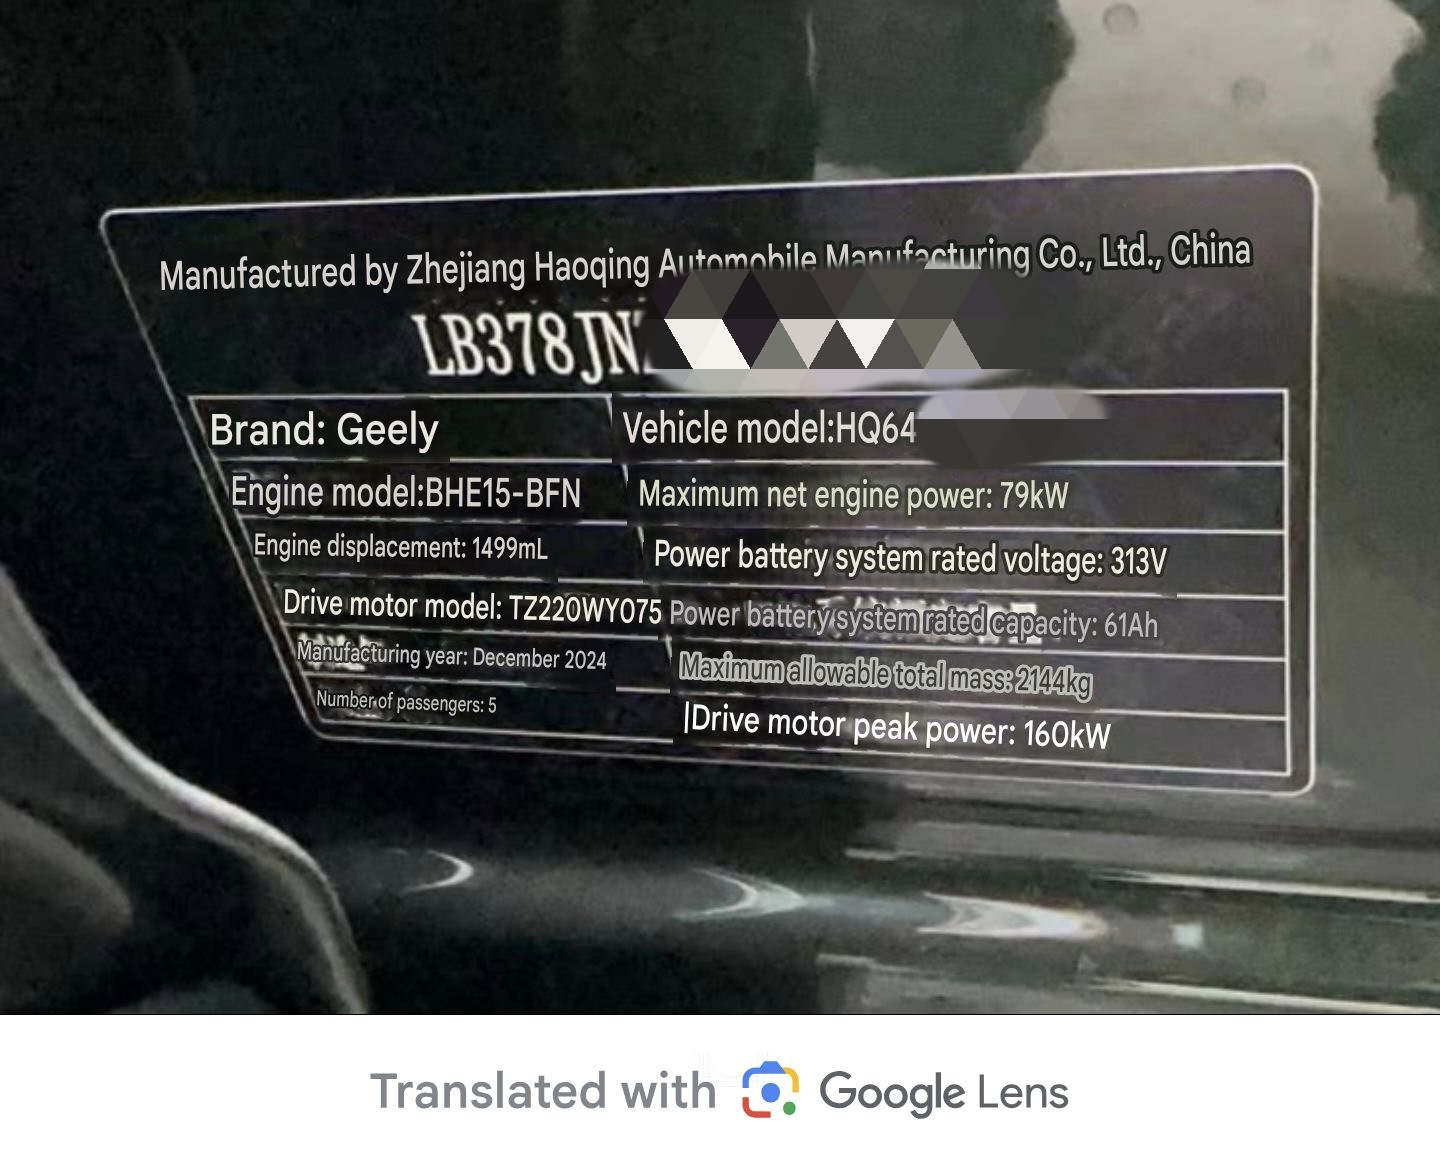 Manufactured by Zhejiang Haoqing Automobile Manufacturing Co., Ltd., China
LB378JN
Brand: Geely
Vehicle model:HQ64
Engine model:BHE15-BFN
Maximum net engine power: 79kW
Engine displacement: 1499mL
Power battery system rated voltage: 313V
Drive motor model: TZ220WY075
Power battery system rated capacity: 61Ah
Manufacturing year: December 2024
Maximum allowable total mass: 2144kg
Number of passengers: 5
|Drive motor peak power: 160kW
Translated with Google Lens